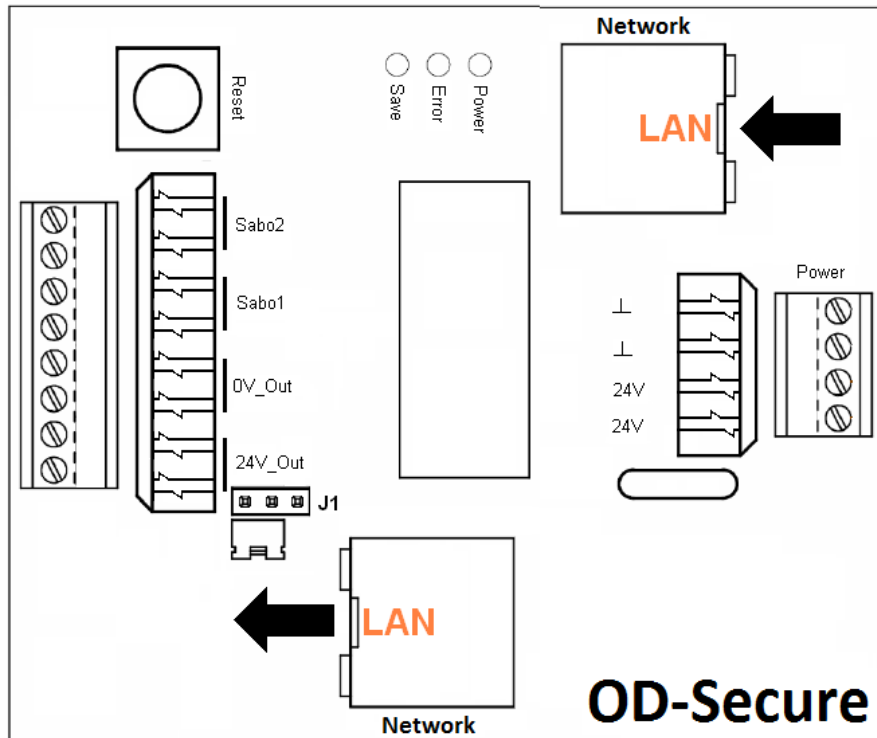 Network
Reset
Save
Error
Power
LAN
Sabo2
Sabo1
0V_Out
24V_Out
J1
Power
⊥
⊥
24V
24V
LAN
Network
OD-Secure